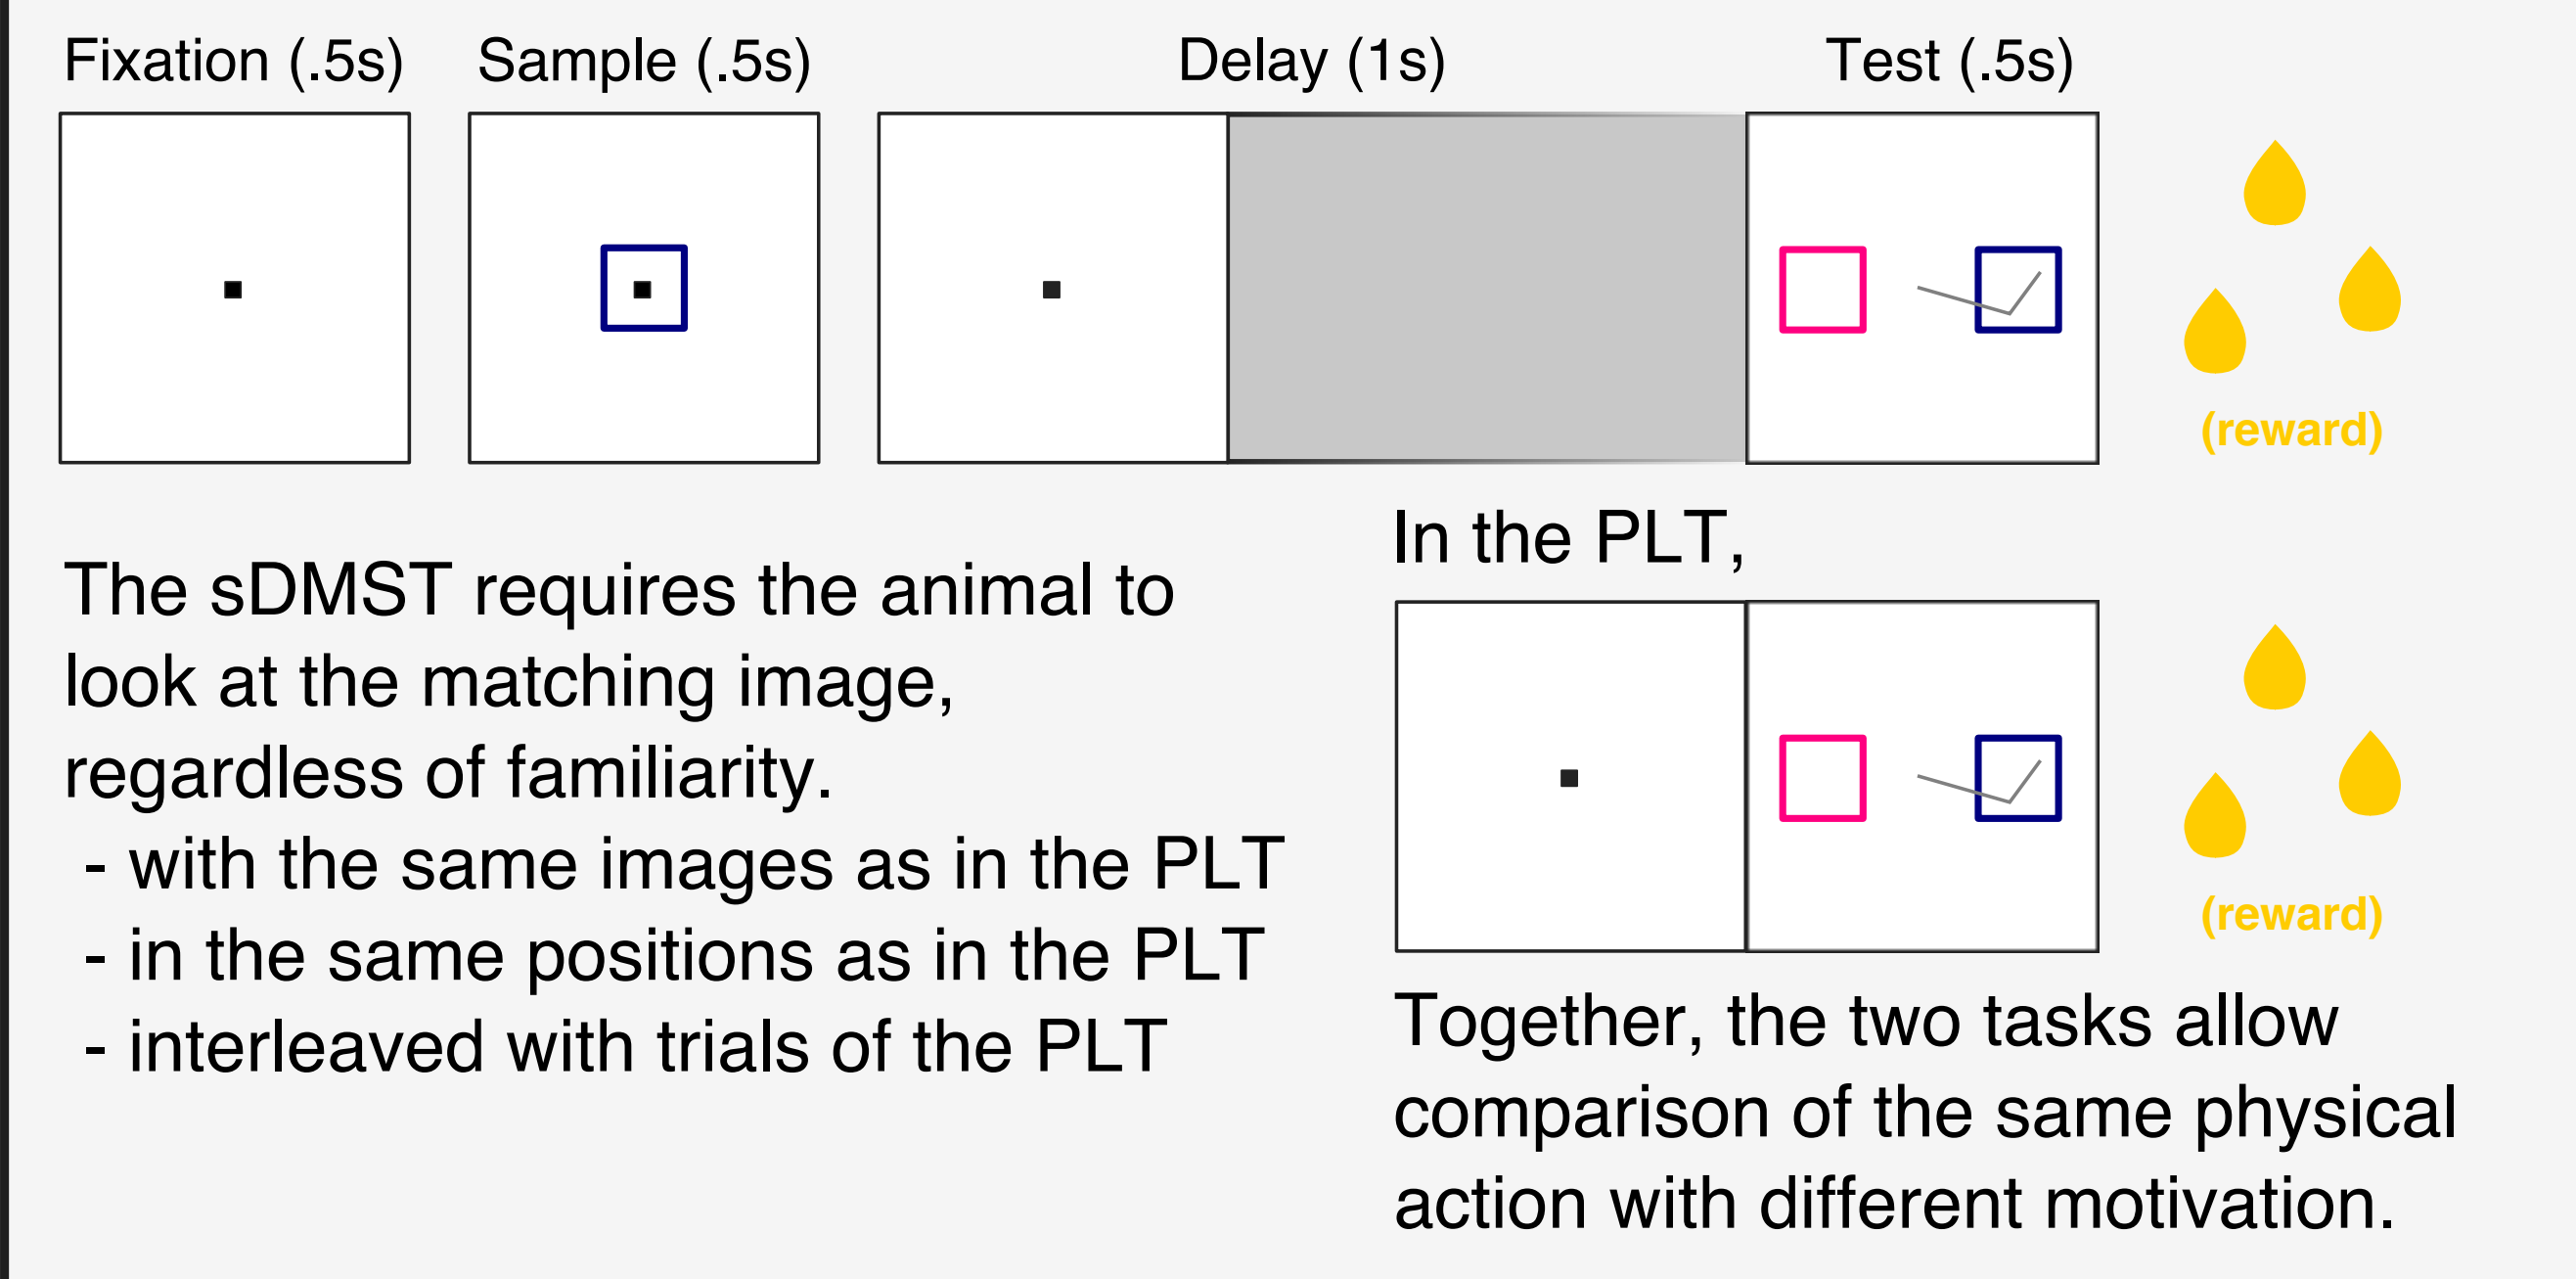 Fixation (.5s)
Sample (.5s)
Delay (1s)
Test (.5s)
(reward)
The sDMST requires the animal to
look at the matching image,
regardless of familiarity.
- with the same images as in the PLT
- in the same positions as in the PLT
- interleaved with trials of the PLT
In the PLT,
(reward)
Together, the two tasks allow
comparison of the same physical
action with different motivation.